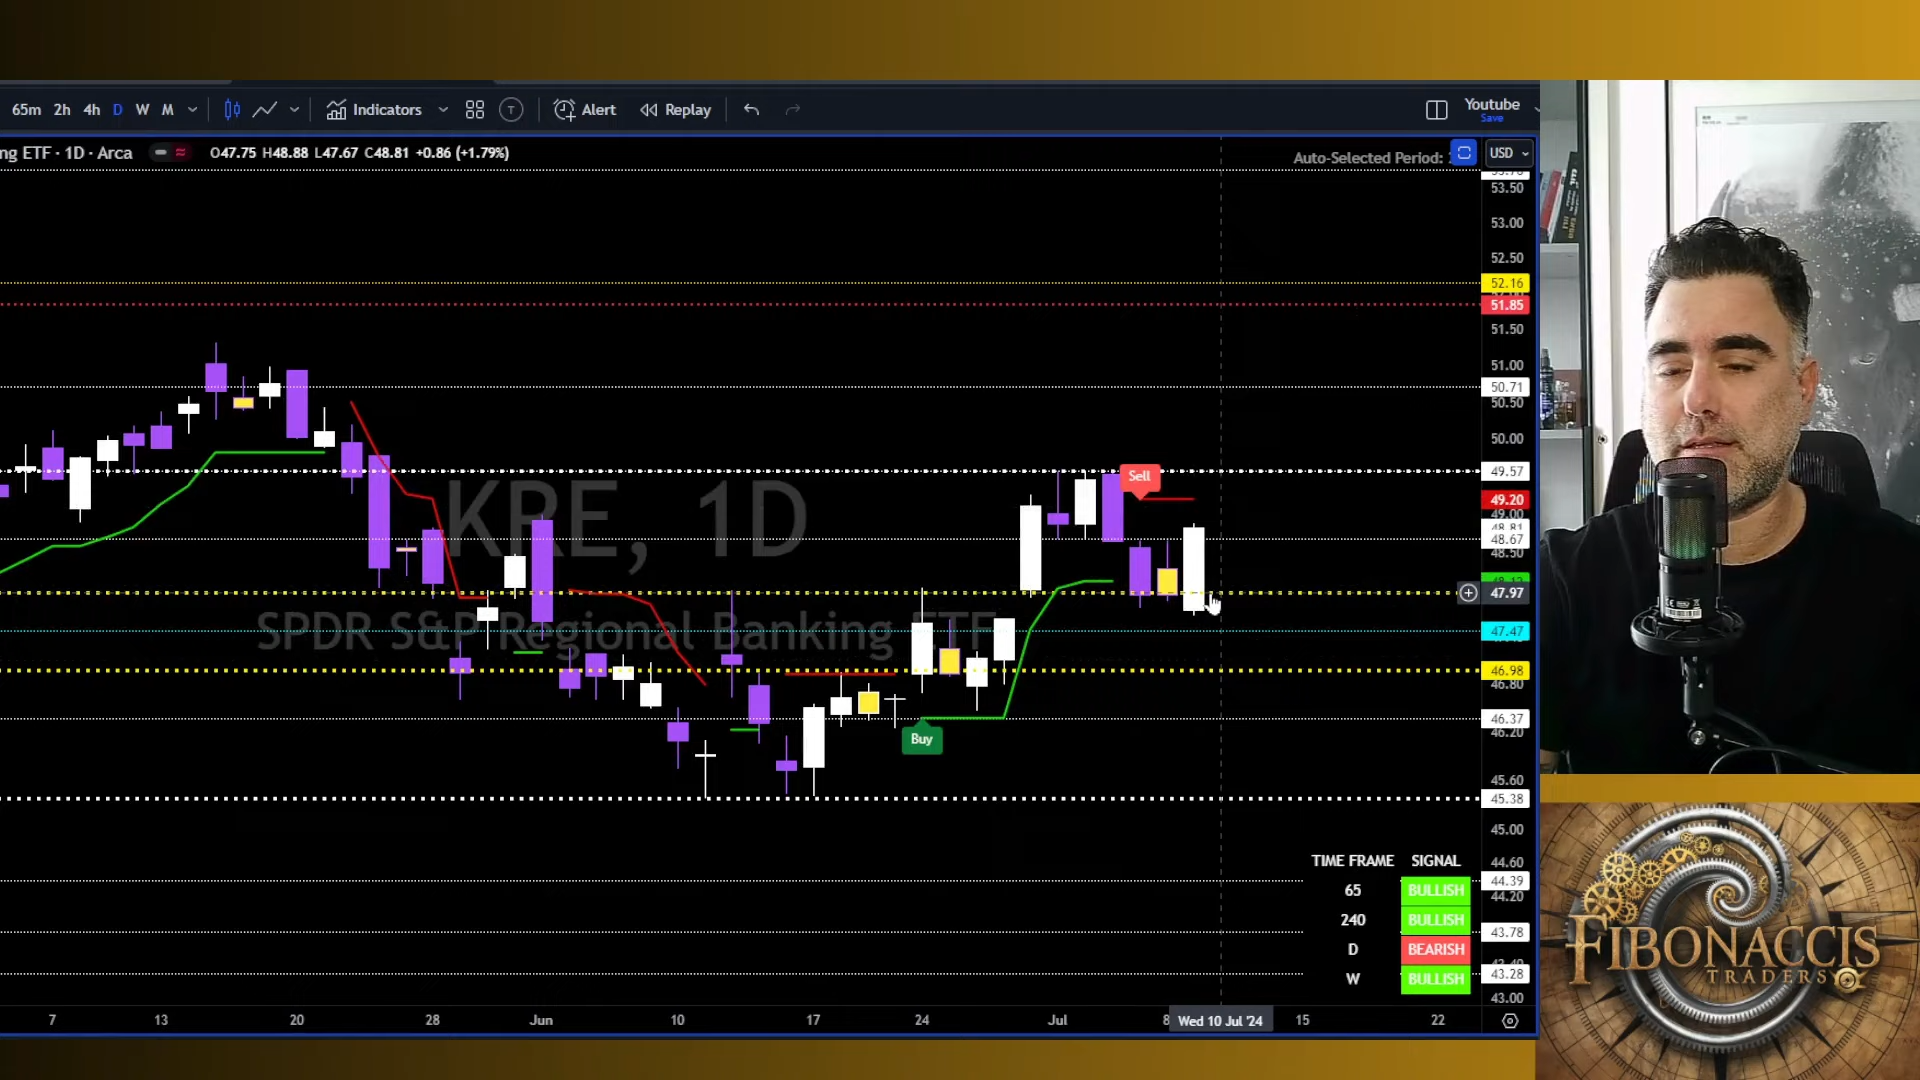 65m 2h 4h D W M Indicators T Alert Replay Youtube
Save
ng ETF · 1D · Arca O47.75 H48.88 L47.67 C48.81 +0.86 (+1.79%)
Auto-Selected Period:
USD
53.50
53.00
52.50
52.16
51.85
51.50
51.00
50.71
50.50
50.00
49.57
Sell
49.20
49.00
48.81
48.67
48.50
KRE, 1D
47.97
SPDR S&P Regional Banking ETF
47.47
46.98
46.80
46.37
46.20
Buy
45.60
45.38
45.00
44.60
44.39
44.20
43.78
43.28
43.00
TIME FRAME SIGNAL
65 BULLISH
240 BULLISH
D BEARISH
W BULLISH
7 13 20 28 Jun 10 17 24 Jul 8 Wed 10 Jul '24 15 22
FIBONACCIS
TRADERS